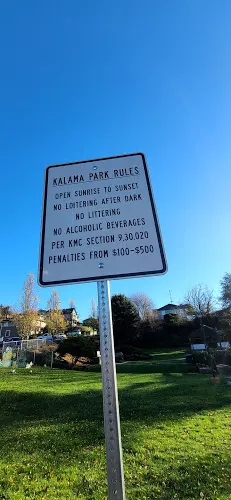 KALAMA PARK RULES
OPEN SUNRISE TO SUNSET
NO LOITERING AFTER DARK
NO LITTERING
NO ALCOHOLIC BEVERAGES
PER KMC SECTION 9.30.020
PENALTIES FROM $100-$500